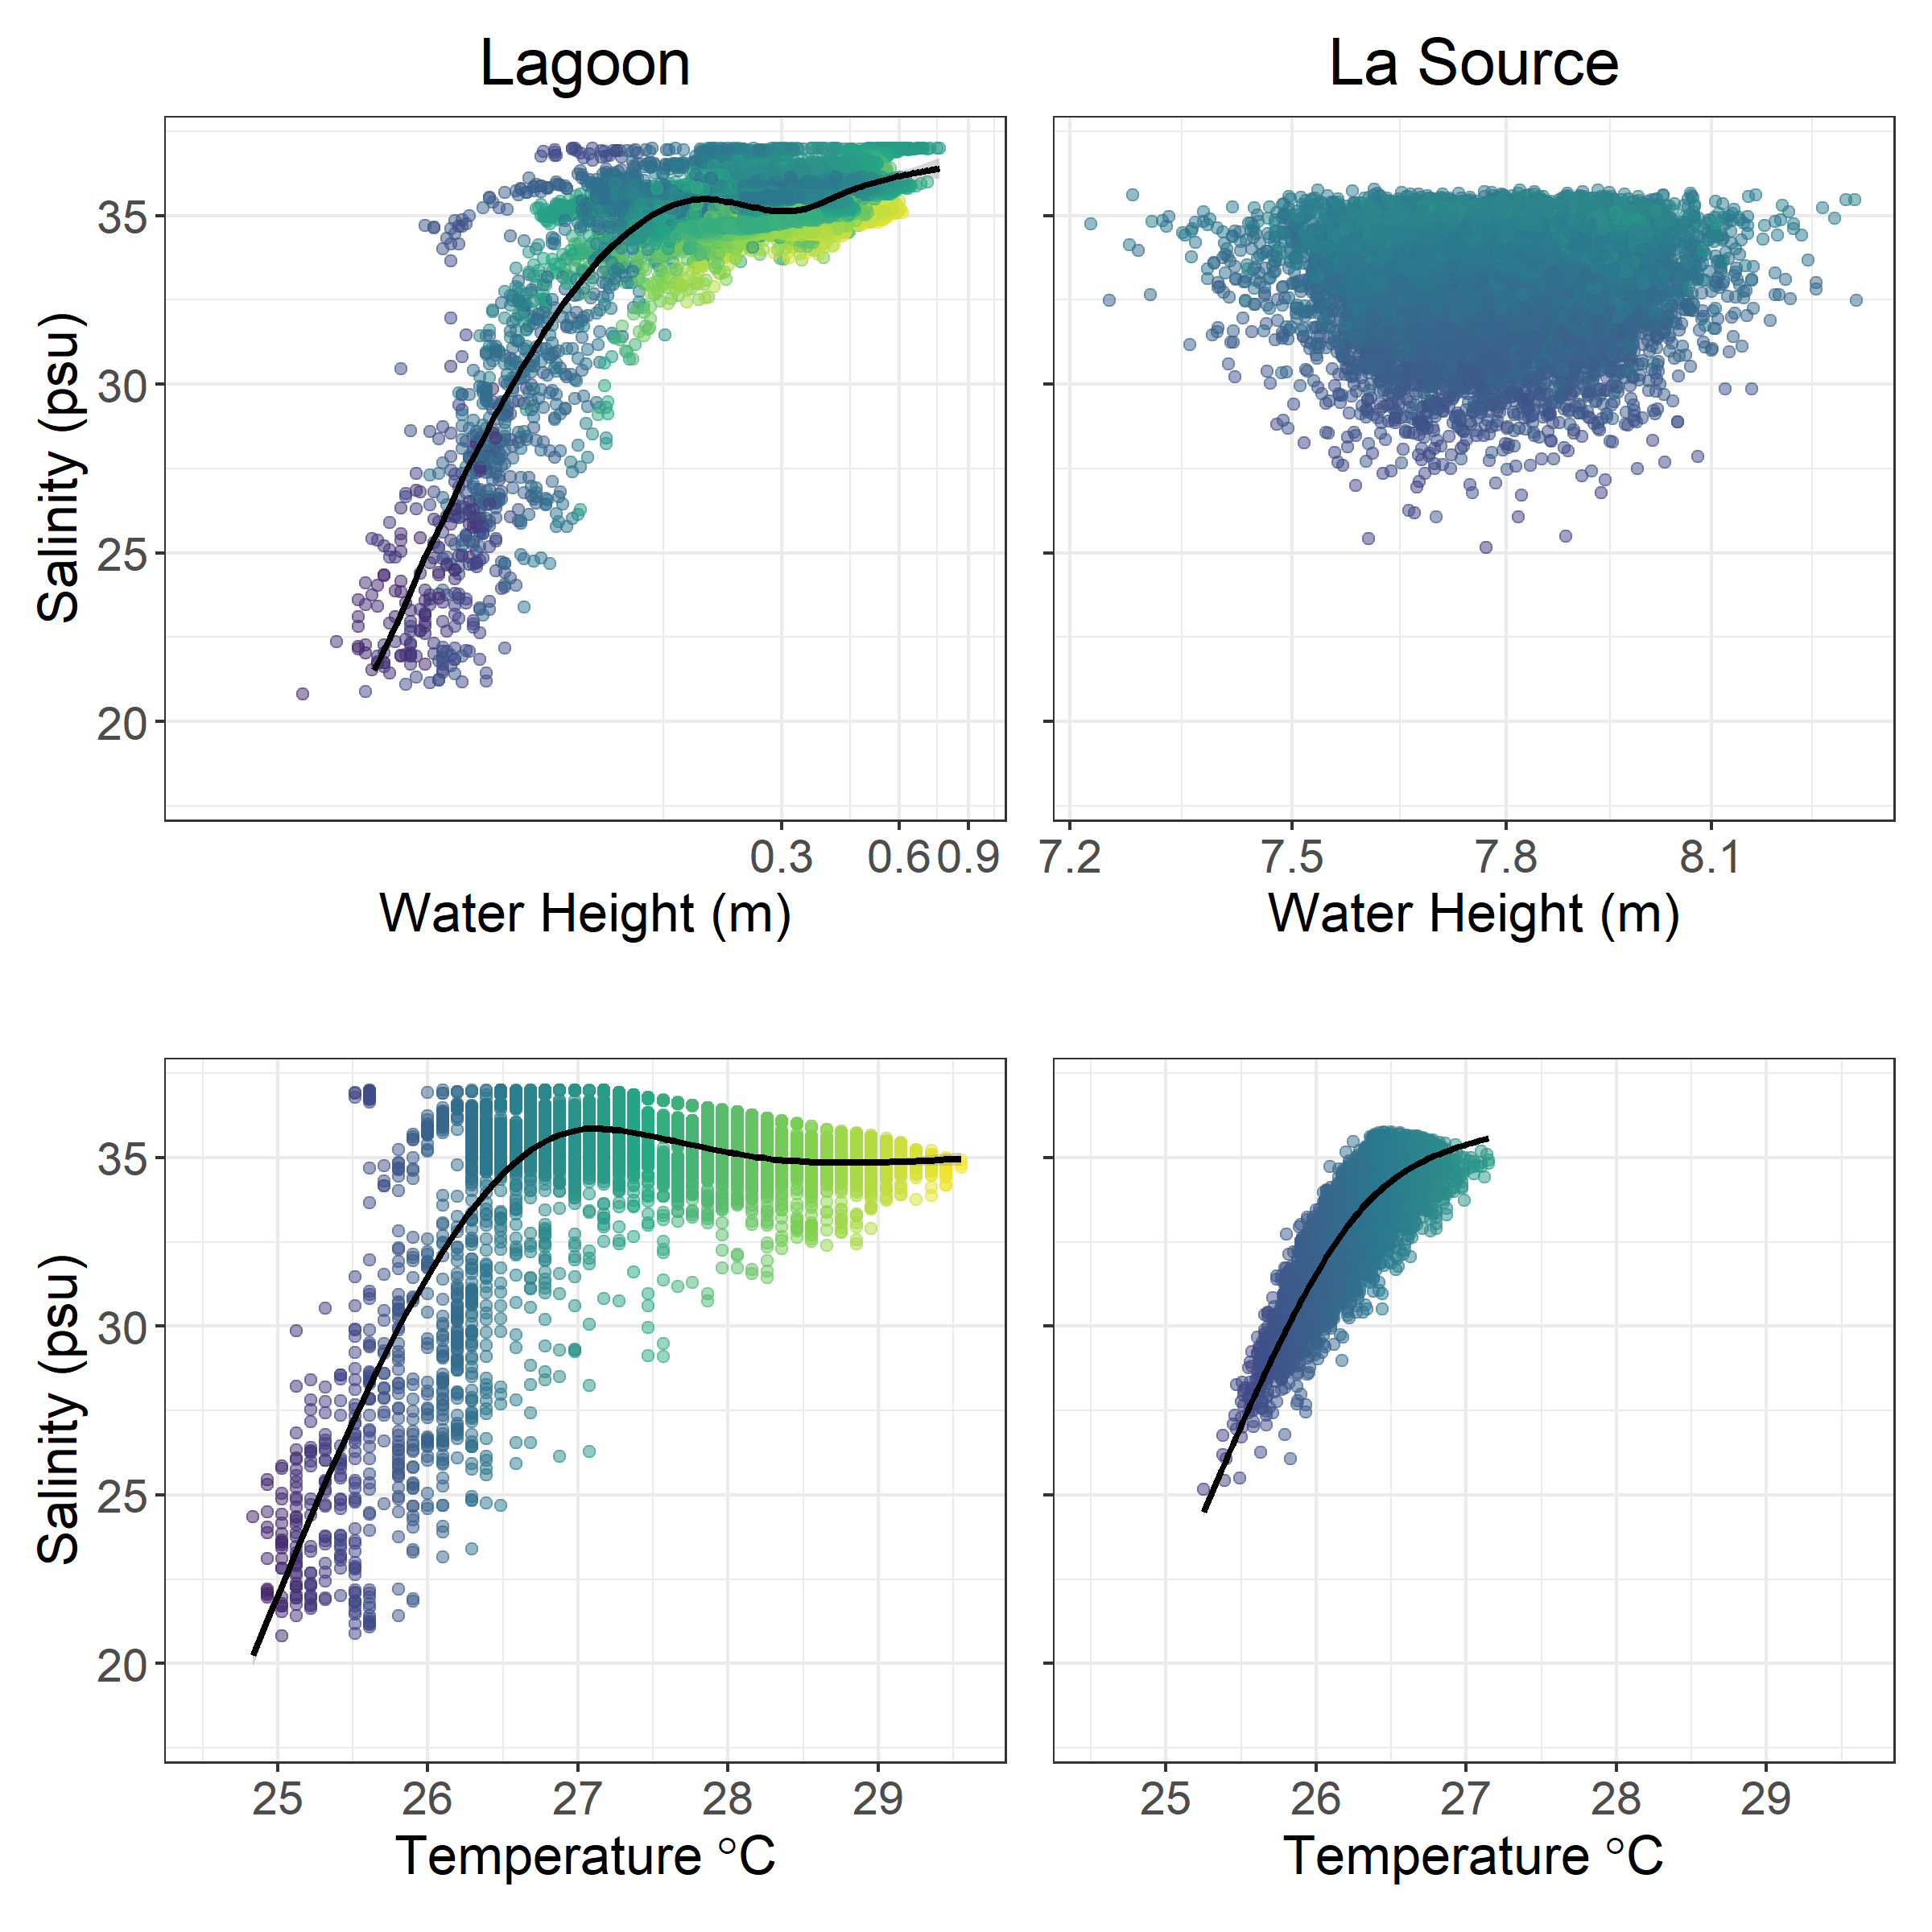 Lagoon
La Source
Salinity (psu)
35
30
25
20
0.3 0.6 0.9
7.2 7.5 7.8 8.1
Water Height (m)
Water Height (m)
Salinity (psu)
35
30
25
20
25 26 27 28 29
25 26 27 28 29
Temperature °C
Temperature °C